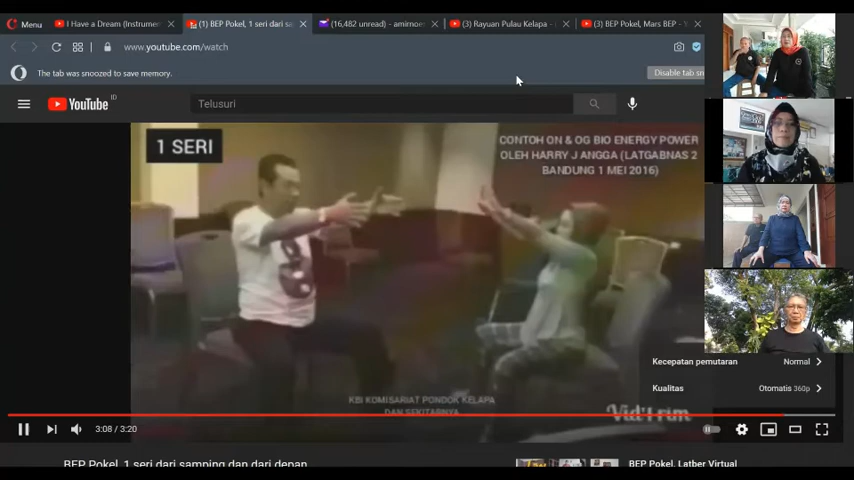 Menu
I Have a Dream (Instrumen
(1) BEP Pokel, 1 seri dari sa
(16,482 unread) - amirnoe
(3) Rayuan Pulau Kelapa -
(3) BEP Pokel, Mars BEP - Y
www.youtube.com/watch
The tab was snoozed to save memory.
Disable tab sn
YouTube ID
Telusuri
1 SERI
CONTOH ON & OG BIO ENERGY POWER
OLEH HARRY J ANGGA (LATGABNAS 2
BANDUNG 1 MEI 2016)
Kecepatan pemutaran Normal
Kualitas Otomatis 360p
KBI KOMISARIAT PONDOK KELAPA
DAN SEKITARNYA
Vid Trim
3:08 / 3:20
BEP Pokel, 1 seri dari samping dan dari depan
BEP Pokel, Latber Virtual